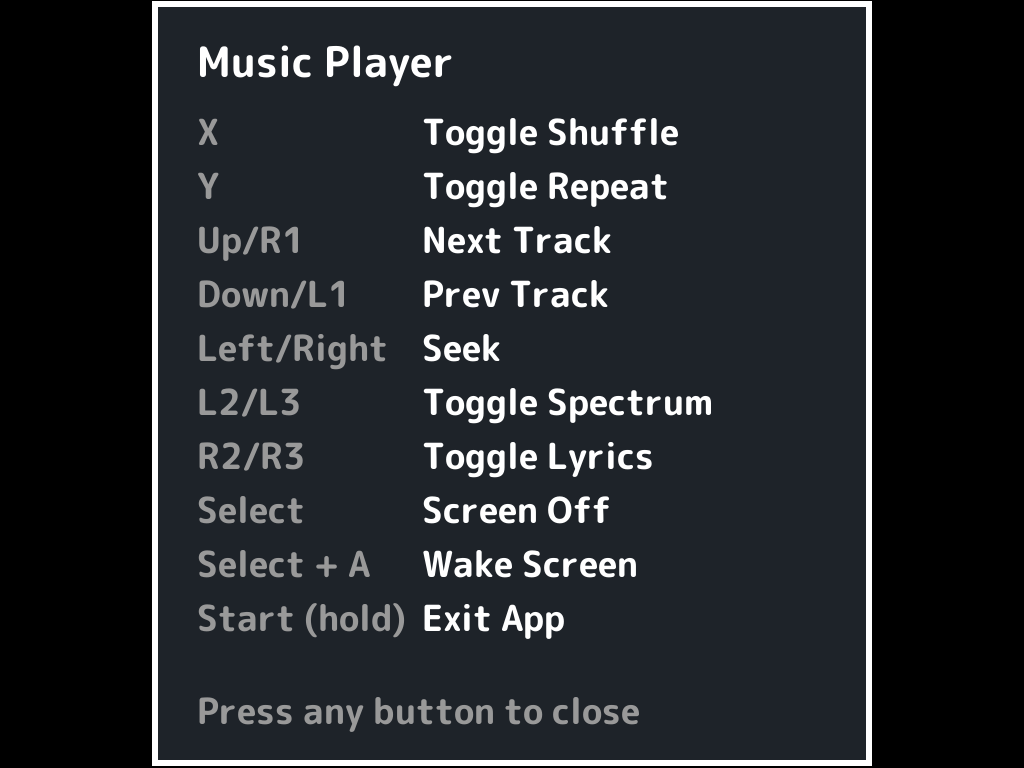 Music Player
X Toggle Shuffle
Y Toggle Repeat
Up/R1 Next Track
Down/L1 Prev Track
Left/Right Seek
L2/L3 Toggle Spectrum
R2/R3 Toggle Lyrics
Select Screen Off
Select + A Wake Screen
Start (hold) Exit App
Press any button to close